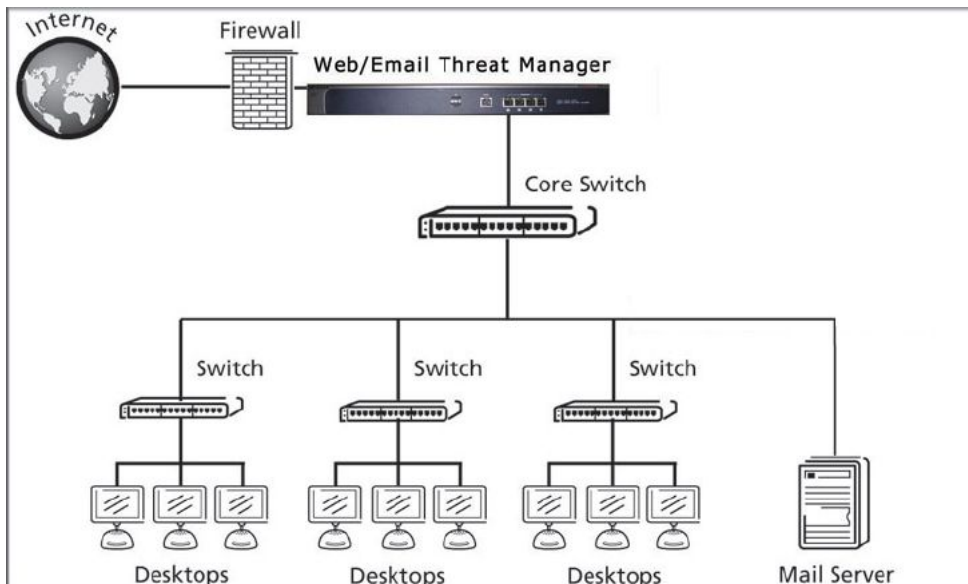 Internet
Firewall
Web/Email Threat Manager
Core Switch
Switch
Switch
Switch
Desktops
Desktops
Desktops
Mail Server